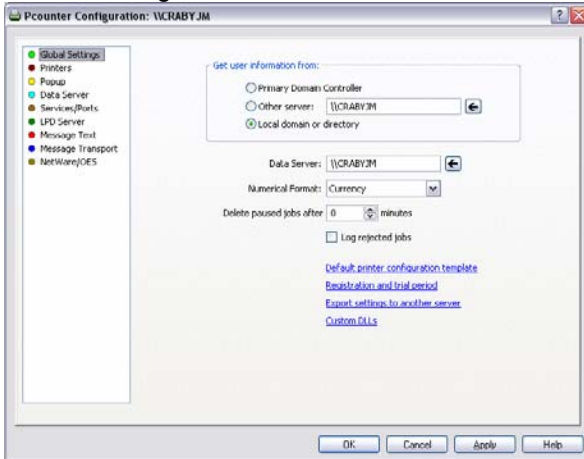 Pcounter Configuration: \\CRABYJM
Global Settings
Printers
Popup
Data Server
Services/Ports
LPD Server
Message Text
Message Transport
NetWare/OES
Get user information from:
Primary Domain Controller
Other server: \\CRABYJM
Local domain or directory
Data Server: \\CRABYJM
Numerical Format: Currency
Delete paused jobs after 0 minutes
Log rejected jobs
Default printer configuration template
Registration and trial period
Export settings to another server
Custom DLLs
OK Cancel Apply Help